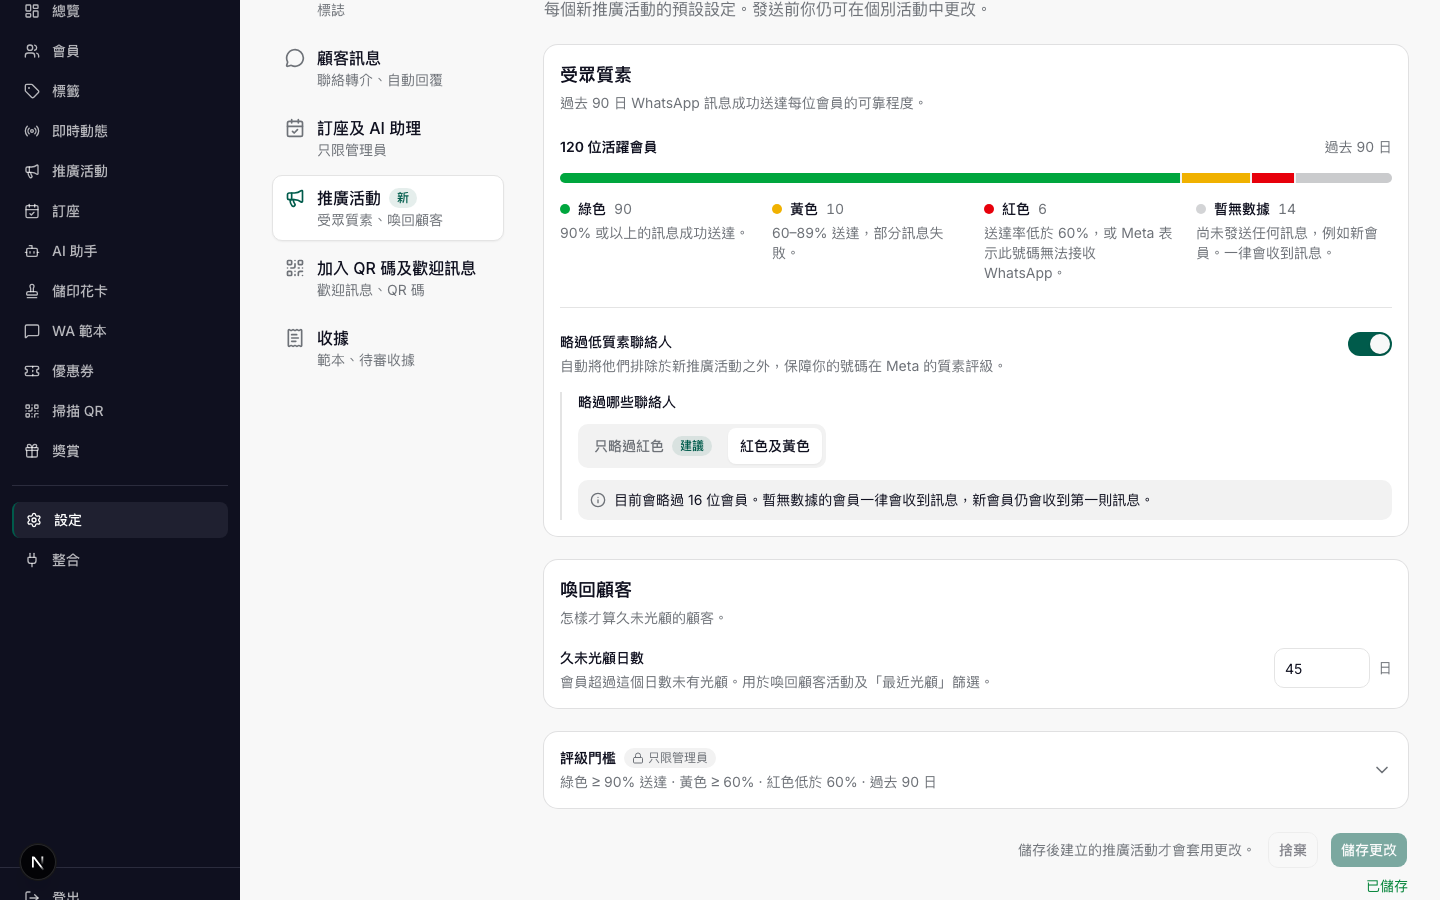 總覽
會員
標籤
即時動態
推廣活動
訂座
AI 助手
儲印花卡
WA 範本
優惠券
掃描 QR
獎賞
設定
整合
N
登出
標誌
顧客訊息
聯絡轉介、自動回覆
訂座及 AI 助理
只限管理員
推廣活動 新
受眾質素、喚回顧客
加入 QR 碼及歡迎訊息
歡迎訊息、QR 碼
收據
範本、待審收據
每個新推廣活動的預設設定。發送前你仍可在個別活動中更改。
受眾質素
過去 90 日 WhatsApp 訊息成功送達每位會員的可靠程度。
120 位活躍會員 過去 90 日
綠色 90
90% 或以上的訊息成功送達。
黃色 10
60–89% 送達，部分訊息失
敗。
紅色 6
送達率低於 60%，或 Meta 表
示此號碼無法接收
WhatsApp。
暫無數據 14
尚未發送任何訊息，例如新會
員。一律會收到訊息。
略過低質素聯絡人
自動將他們排除於新推廣活動之外，保障你的號碼在 Meta 的質素評級。
略過哪些聯絡人
只略過紅色 建議 紅色及黃色
目前會略過 16 位會員。暫無數據的會員一律會收到訊息，新會員仍會收到第一則訊息。
喚回顧客
怎樣才算久未光顧的顧客。
久未光顧日數
會員超過這個日數未有光顧。用於喚回顧客活動及「最近光顧」篩選。
45 日
評級門檻 只限管理員
綠色 ≥ 90% 送達 · 黃色 ≥ 60% · 紅色低於 60% · 過去 90 日
儲存後建立的推廣活動才會套用更改。 捨棄 儲存更改
已儲存